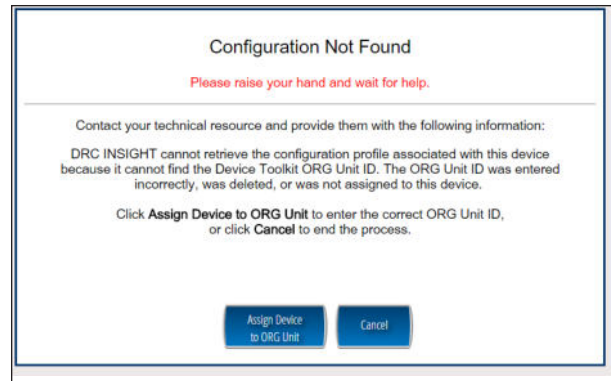 Configuration Not Found
Please raise your hand and wait for help.
Contact your technical resource and provide them with the following information:
DRC INSIGHT cannot retrieve the configuration profile associated with this device
because it cannot find the Device Toolkit ORG Unit ID. The ORG Unit ID was entered
incorrectly, was deleted, or was not assigned to this device.
Click Assign Device to ORG Unit to enter the correct ORG Unit ID,
or click Cancel to end the process.
Assign Device
to ORG Unit
Cancel